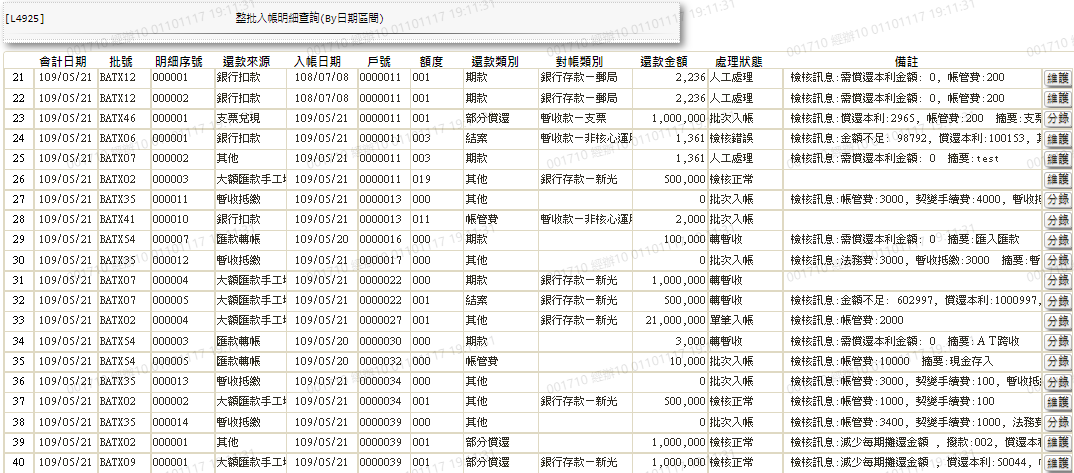 [L4925] 整批入帳明細查詢(By日期區間)
會計日期 批號 明細序號 還款來源 入帳日期 戶號 額度 還款類別 對帳類別 還款金額 處理狀態 備註
21 109/05/21 BATX12 000001 銀行扣款 108/07/08 0000011 001 期款 銀行存款－郵局 2,236 人工處理 檢核訊息:需償還本利金額: 0, 帳管費:200 維護
22 109/05/21 BATX12 000002 銀行扣款 108/07/08 0000011 001 期款 銀行存款－郵局 2,236 人工處理 檢核訊息:需償還本利金額: 0, 帳管費:200 維護
23 109/05/21 BATX46 000001 支票兌現 109/05/21 0000011 001 部分償還 暫收款－支票 1,000,000 批次入帳 檢核訊息:償還本利:2965, 帳管費:200 摘要:支票 分錄
24 109/05/21 BATX06 000001 銀行扣款 109/05/21 0000011 003 結案 暫收款－非核心運 1,361 檢核錯誤 檢核訊息:金額不足: -98792, 償還本利:100153, 維護
25 109/05/21 BATX07 000002 其他 109/05/21 0000011 003 期款 1,361 人工處理 檢核訊息:需償還本利金額: 0 摘要:test 維護
26 109/05/21 BATX02 000003 大額匯款手工 109/05/21 0000011 019 其他 銀行存款－新光 500,000 檢核正常 維護
27 109/05/21 BATX35 000011 暫收抵繳 109/05/21 0000013 000 其他 0 批次入帳 檢核訊息:帳管費:3000, 契變手續費:4000, 暫收抵 分錄
28 109/05/21 BATX41 000010 銀行扣款 109/05/21 0000013 011 帳管費 暫收款－非核心運 2,000 批次入帳 分錄
29 109/05/21 BATX54 000007 匯款轉帳 109/05/20 0000016 000 期款 100,000 轉暫收 檢核訊息:需償還本利金額: 0 摘要:匯入匯款 分錄
30 109/05/21 BATX35 000012 暫收抵繳 109/05/21 0000017 000 其他 0 批次入帳 檢核訊息:法務費:3000, 暫收抵繳:3000 摘要:暫 分錄
31 109/05/21 BATX07 000004 大額匯款手工 109/05/21 0000022 000 期款 銀行存款－新光 1,000,000 轉暫收 分錄
32 109/05/21 BATX07 000005 大額匯款手工 109/05/21 0000022 001 結案 銀行存款－新光 500,000 轉暫收 檢核訊息:金額不足: 602997, 償還本利:1000997, 分錄
33 109/05/21 BATX02 000004 大額匯款手工 109/05/21 0000027 001 其他 銀行存款－新光 21,000,000 單筆入帳 檢核訊息:帳管費:2000 分錄
34 109/05/21 BATX54 000003 匯款轉帳 109/05/20 0000030 000 期款 3,000 轉暫收 檢核訊息:需償還本利金額: 0 摘要:ＡＴ跨收 分錄
35 109/05/21 BATX54 000005 匯款轉帳 109/05/20 0000032 000 帳管費 10,000 批次入帳 檢核訊息:帳管費:10000 摘要:現金存入 分錄
36 109/05/21 BATX35 000013 暫收抵繳 109/05/21 0000034 000 其他 0 批次入帳 檢核訊息:帳管費:3000, 契變手續費:100, 暫收抵 分錄
37 109/05/21 BATX02 000002 大額匯款手工 109/05/21 0000034 001 其他 銀行存款－新光 500,000 檢核正常 檢核訊息:帳管費:1000, 契變手續費:100 維護
38 109/05/21 BATX35 000014 暫收抵繳 109/05/21 0000039 000 其他 0 批次入帳 檢核訊息:帳管費:3400, 契變手續費:1000, 法務費 分錄
39 109/05/21 BATX02 000001 其他 109/05/21 0000039 001 部分償還 1,000,000 檢核正常 檢核訊息:減少每期攤還金額 , 撥款:002, 償還本 維護
40 109/05/21 BATX09 000001 大額匯款手工 109/05/21 0000039 001 部分償還 銀行存款－新光 1,000,000 檢核正常 檢核訊息:減少每期攤還金額, 償還本利:50044, 維護